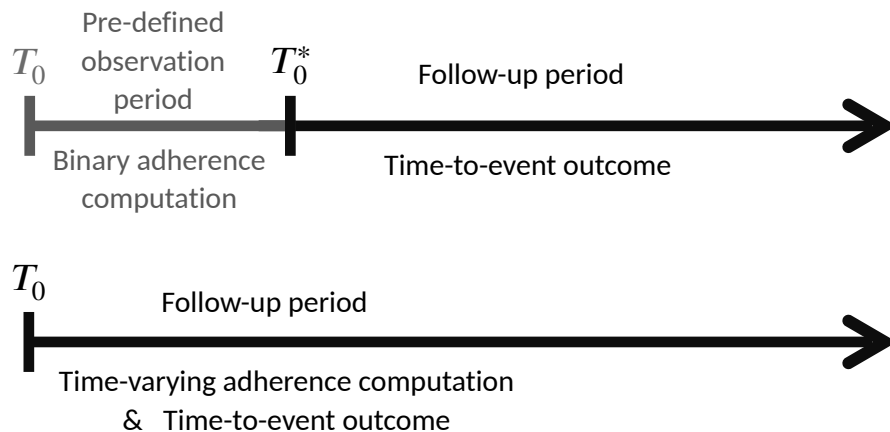 Pre-defined
observation
period
T₀
T₀*
Follow-up period
Binary adherence
computation
Time-to-event outcome
T₀
Follow-up period
Time-varying adherence computation
& Time-to-event outcome